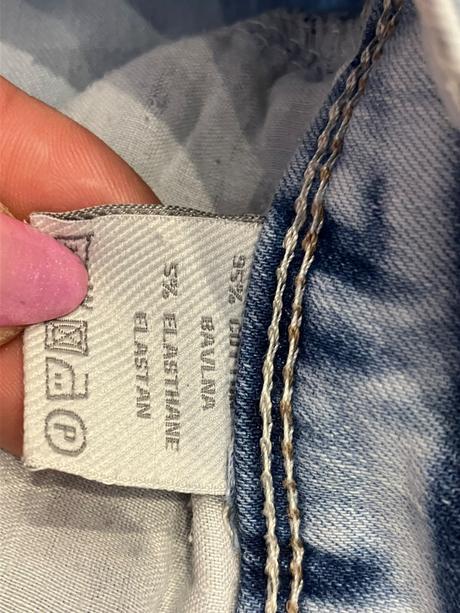 95%
BAVLNA
5% ELASTHANE
ELASTAN
P